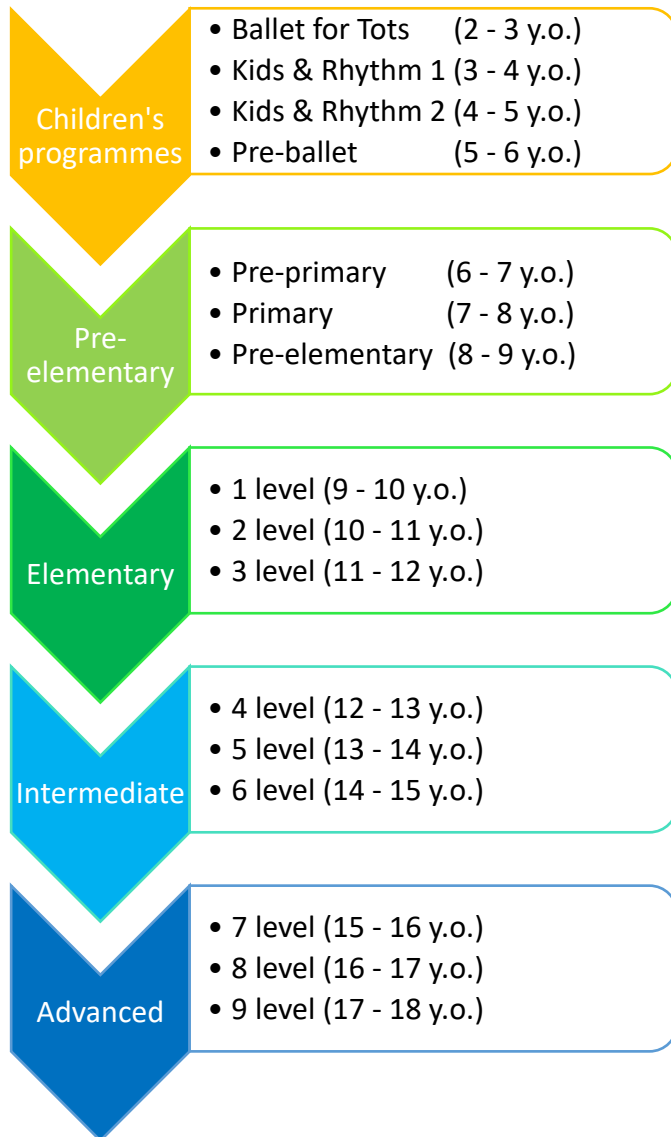 Children's
programmes
• Ballet for Tots (2 - 3 y.o.)
• Kids & Rhythm 1 (3 - 4 y.o.)
• Kids & Rhythm 2 (4 - 5 y.o.)
• Pre-ballet (5 - 6 y.o.)
Pre-
elementary
• Pre-primary (6 - 7 y.o.)
• Primary (7 - 8 y.o.)
• Pre-elementary (8 - 9 y.o.)
Elementary
• 1 level (9 - 10 y.o.)
• 2 level (10 - 11 y.o.)
• 3 level (11 - 12 y.o.)
Intermediate
• 4 level (12 - 13 y.o.)
• 5 level (13 - 14 y.o.)
• 6 level (14 - 15 y.o.)
Advanced
• 7 level (15 - 16 y.o.)
• 8 level (16 - 17 y.o.)
• 9 level (17 - 18 y.o.)